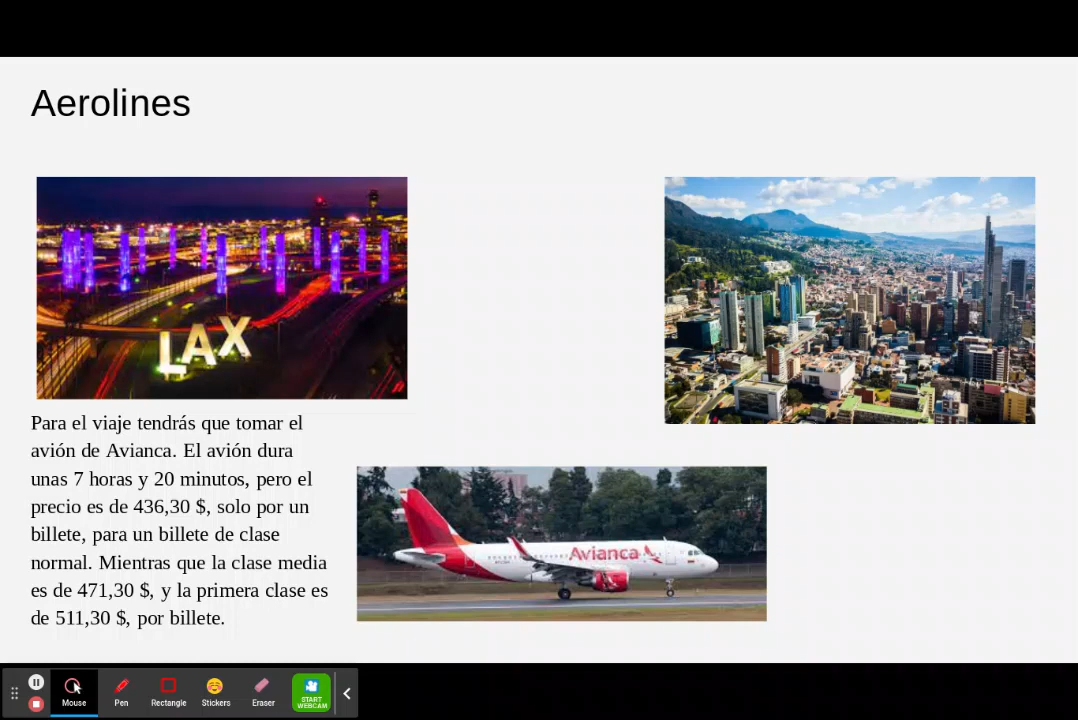 Aerolines
LAX
Para el viaje tendrás que tomar el
avión de Avianca. El avión dura
unas 7 horas y 20 minutos, pero el
precio es de 436,30 $, solo por un
billete, para un billete de clase
normal. Mientras que la clase media
es de 471,30 $, y la primera clase es
de 511,30 $, por billete.
Avianca
Mouse
Pen
Rectangle
Stickers
Eraser
START
WEBCAM